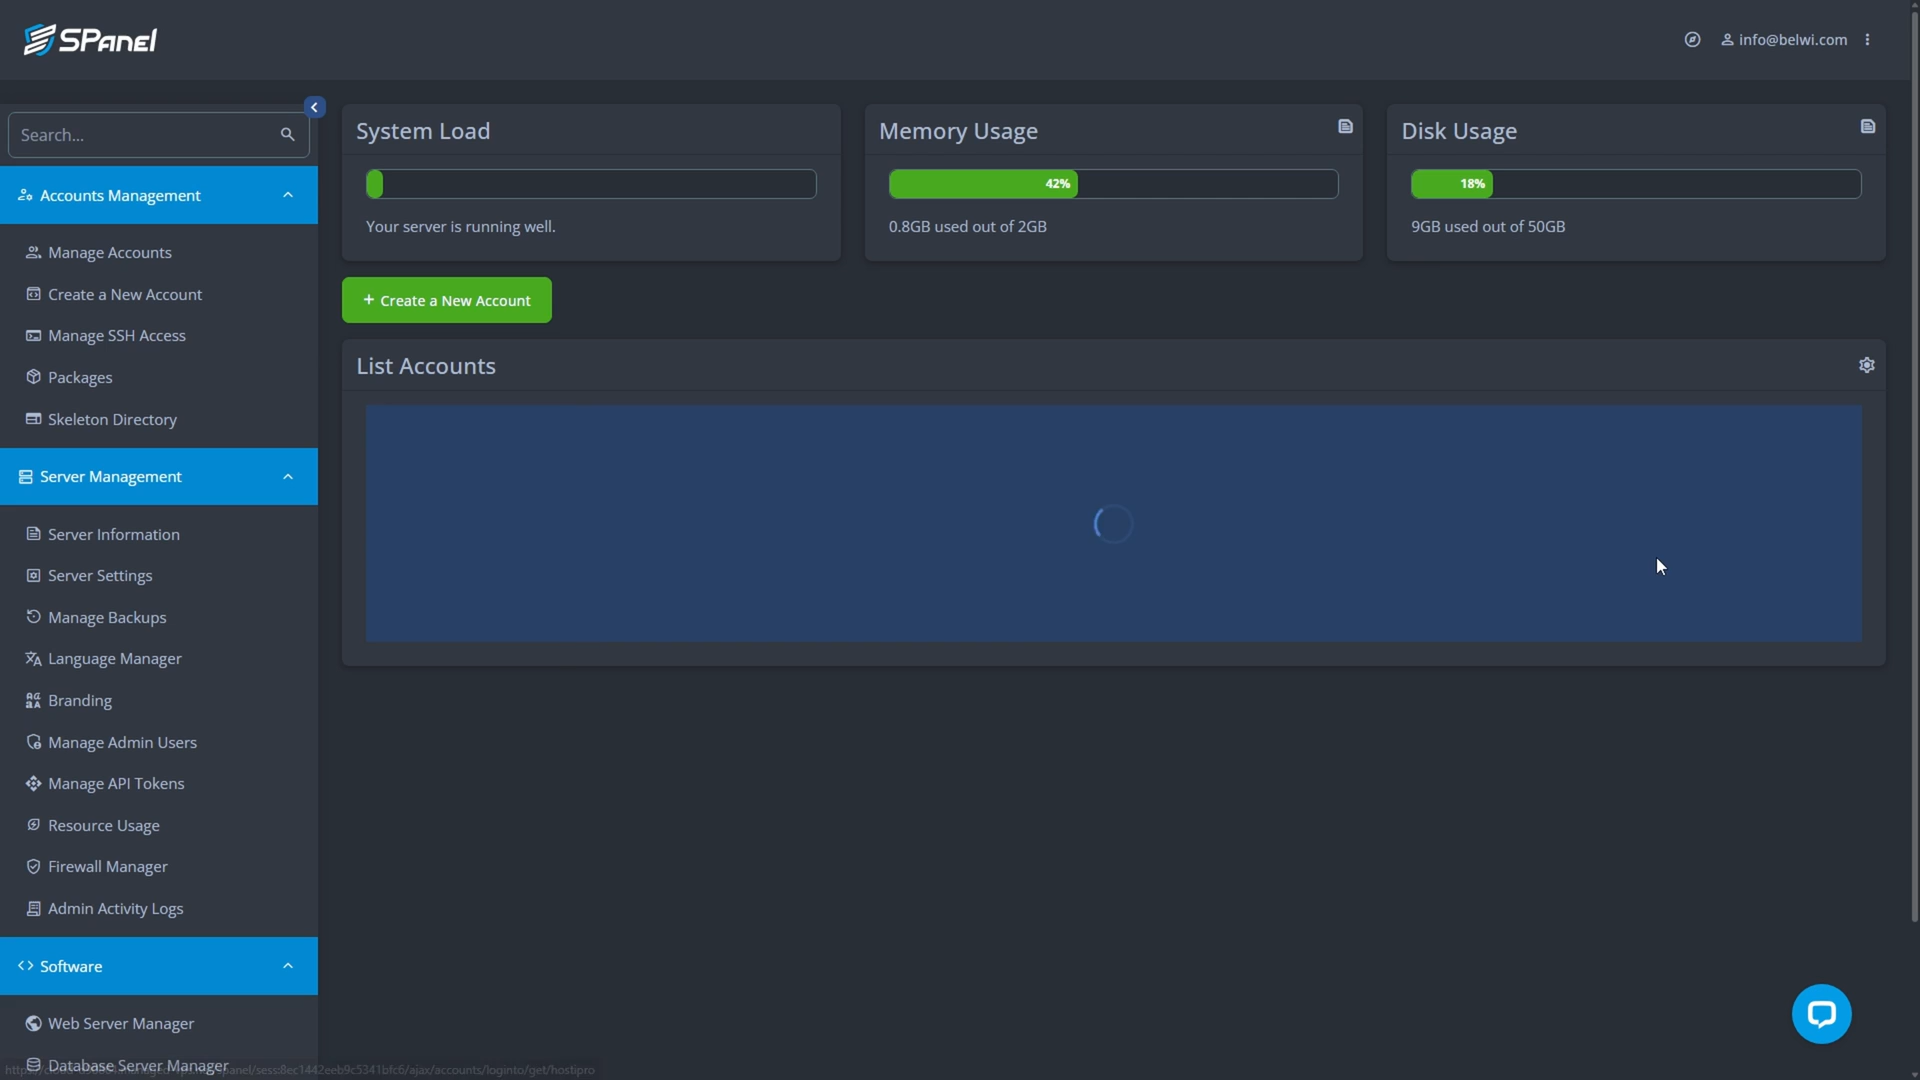 SPanel
info@belwi.com
Search...
Accounts Management
Manage Accounts
Create a New Account
Manage SSH Access
Packages
Skeleton Directory
Server Management
Server Information
Server Settings
Manage Backups
Language Manager
Branding
Manage Admin Users
Manage API Tokens
Resource Usage
Firewall Manager
Admin Activity Logs
Software
Web Server Manager
Database Server Manager
System Load
Your server is running well.
Memory Usage
42%
0.8GB used out of 2GB
Disk Usage
18%
9GB used out of 50GB
+ Create a New Account
List Accounts